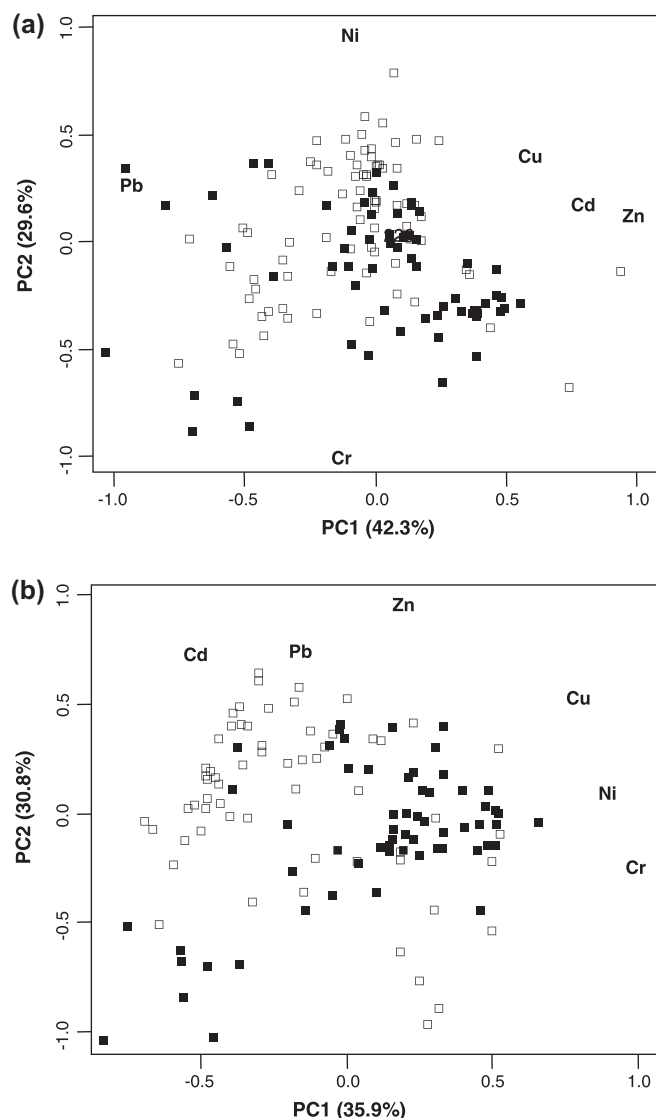 (a)
1.0
0.5
0.0
-0.5
-1.0
PC2 (29.6%)
Ni
Cu
Pb
Cd
Zn
Cr
-1.0 -0.5 0.0 0.5 1.0
PC1 (42.3%)
(b)
1.0
0.5
0.0
-0.5
-1.0
PC2 (30.8%)
Zn
Cd Pb
Cu
Ni
Cr
-0.5 0.0 0.5 1.0
PC1 (35.9%)